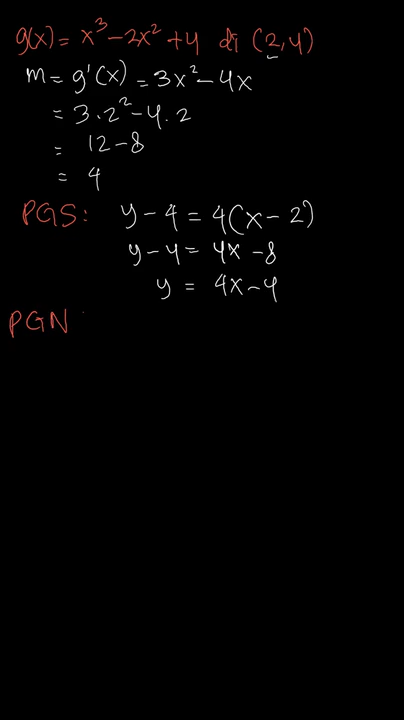 g(x) = x³ - 2x² + 4 di (2,4)
m = g'(x) = 3x² - 4x
= 3·2² - 4·2
= 12 - 8
= 4
PGS: y - 4 = 4(x - 2)
y - 4 = 4x - 8
y = 4x - 4
PGN